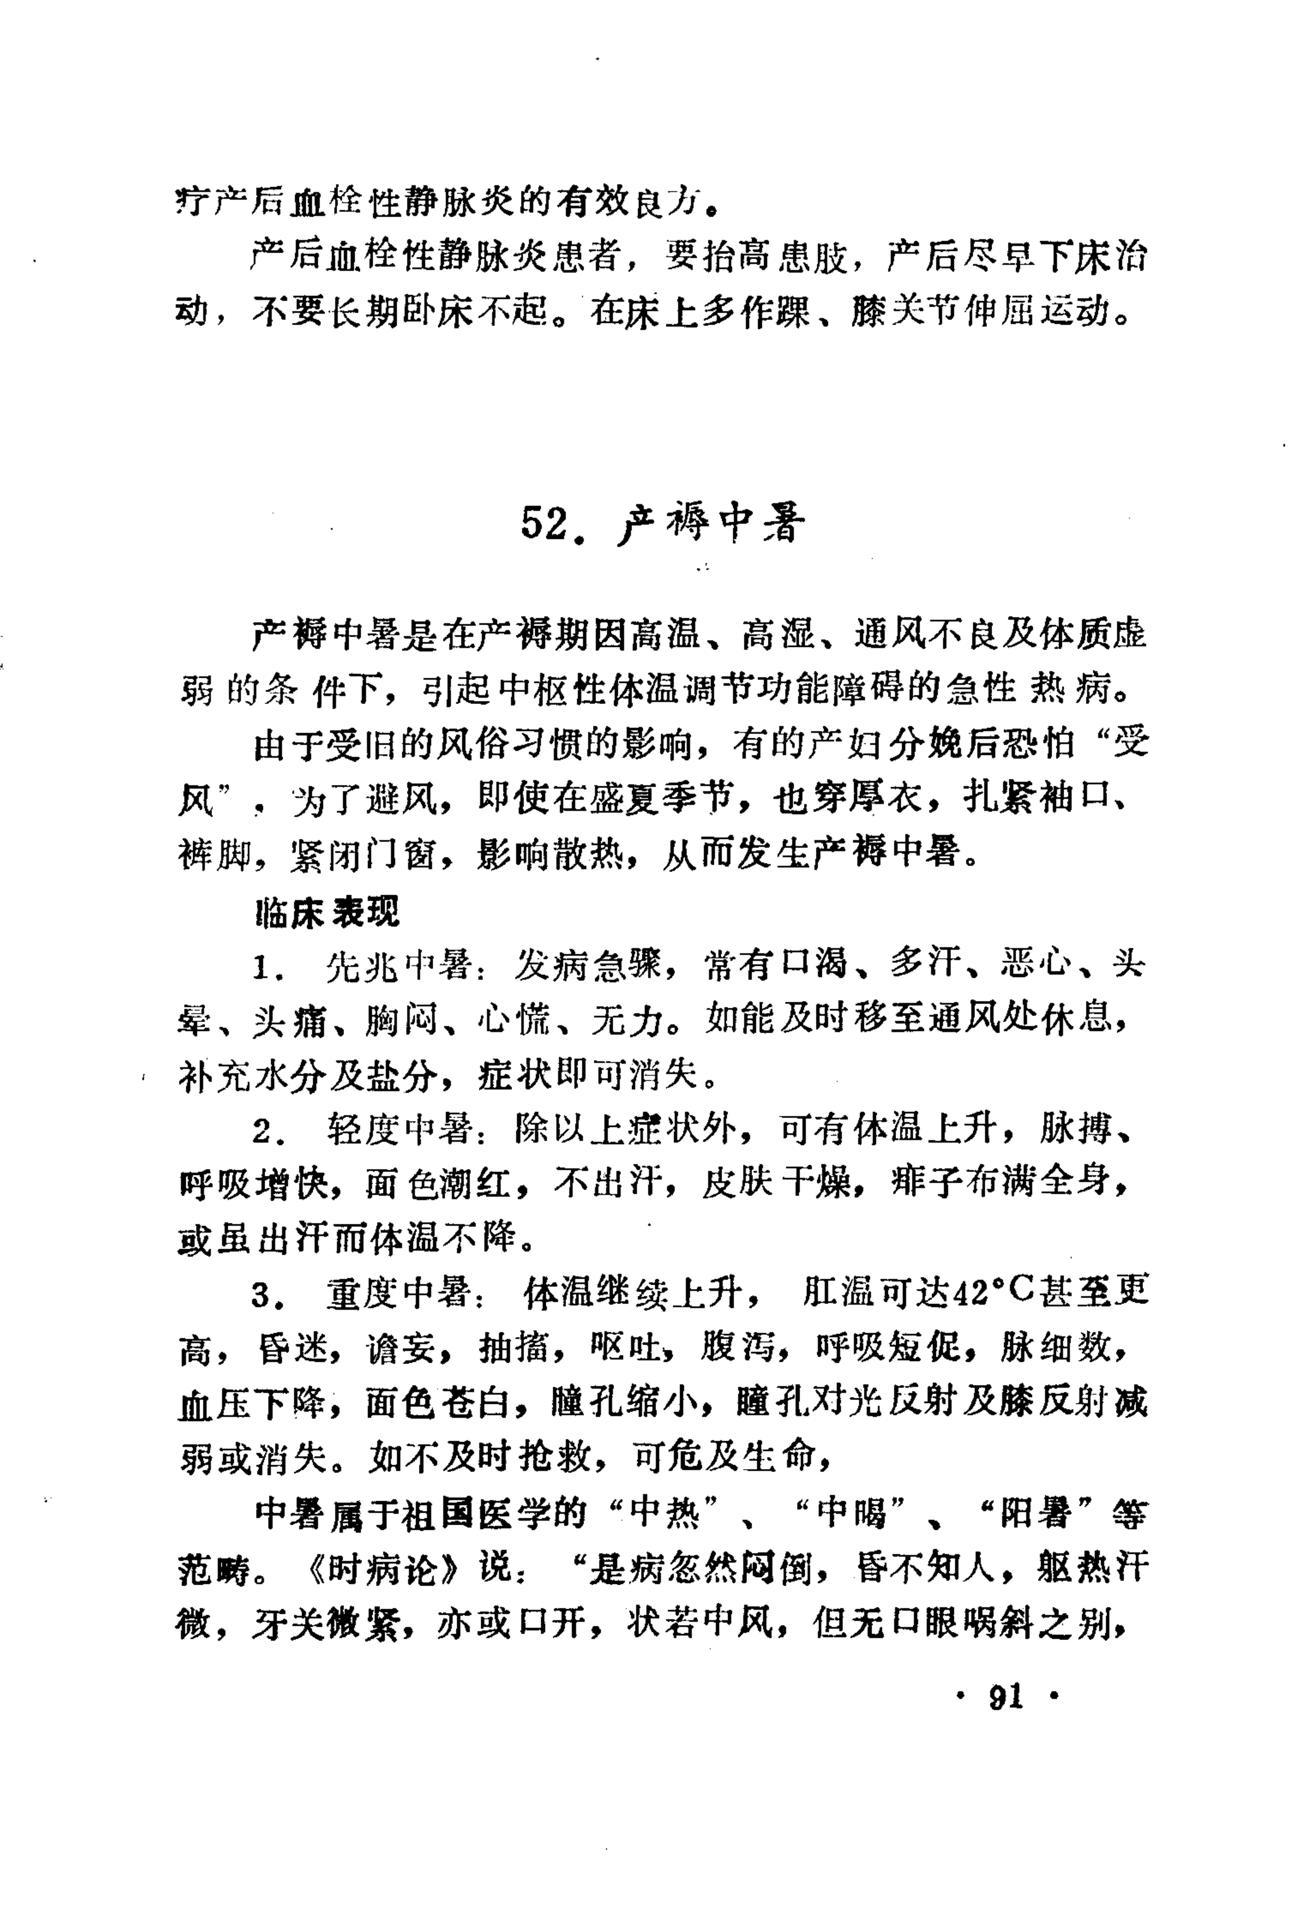 疗产后血栓性静脉炎的有效良方。
产后血栓性静脉炎患者，要抬高患肢，产后尽早下床治
动，不要长期卧床不起。在床上多作踝、膝关节伸屈运动。
52．产褥中暑
产褥中暑是在产褥期因高温、高湿、通风不良及体质虚
弱的条件下，引起中枢性体温调节功能障碍的急性热病。
由于受旧的风俗习惯的影响，有的产妇分娩后恐怕“受
风”，为了避风，即使在盛夏季节，也穿厚衣，扎紧袖口、
裤脚，紧闭门窗，影响散热，从而发生产褥中暑。
临床表现
1．先兆中暑：发病急骤，常有口渴、多汗、恶心、头
晕、头痛、胸闷、心慌、无力。如能及时移至通风处休息，
补充水分及盐分，症状即可消失。
2．轻度中暑：除以上症状外，可有体温上升，脉搏、
呼吸增快，面色潮红，不出汗，皮肤干燥，痱子布满全身，
或虽出汗而体温不降。
3．重度中暑：体温继续上升，肛温可达42°C甚至更
高，昏迷，谵妄，抽搐，呕吐，腹泻，呼吸短促，脉细数，
血压下降，面色苍白，瞳孔缩小，瞳孔对光反射及膝反射减
弱或消失。如不及时抢救，可危及生命，
中暑属于祖国医学的“中热”、“中暍”、“阳暑”等
范畴。《时病论》说：“是病忽然闷倒，昏不知人，躯热汗
微，牙关微紧，亦或口开，状若中风，但无口眼㖞斜之别，
· 91 ·